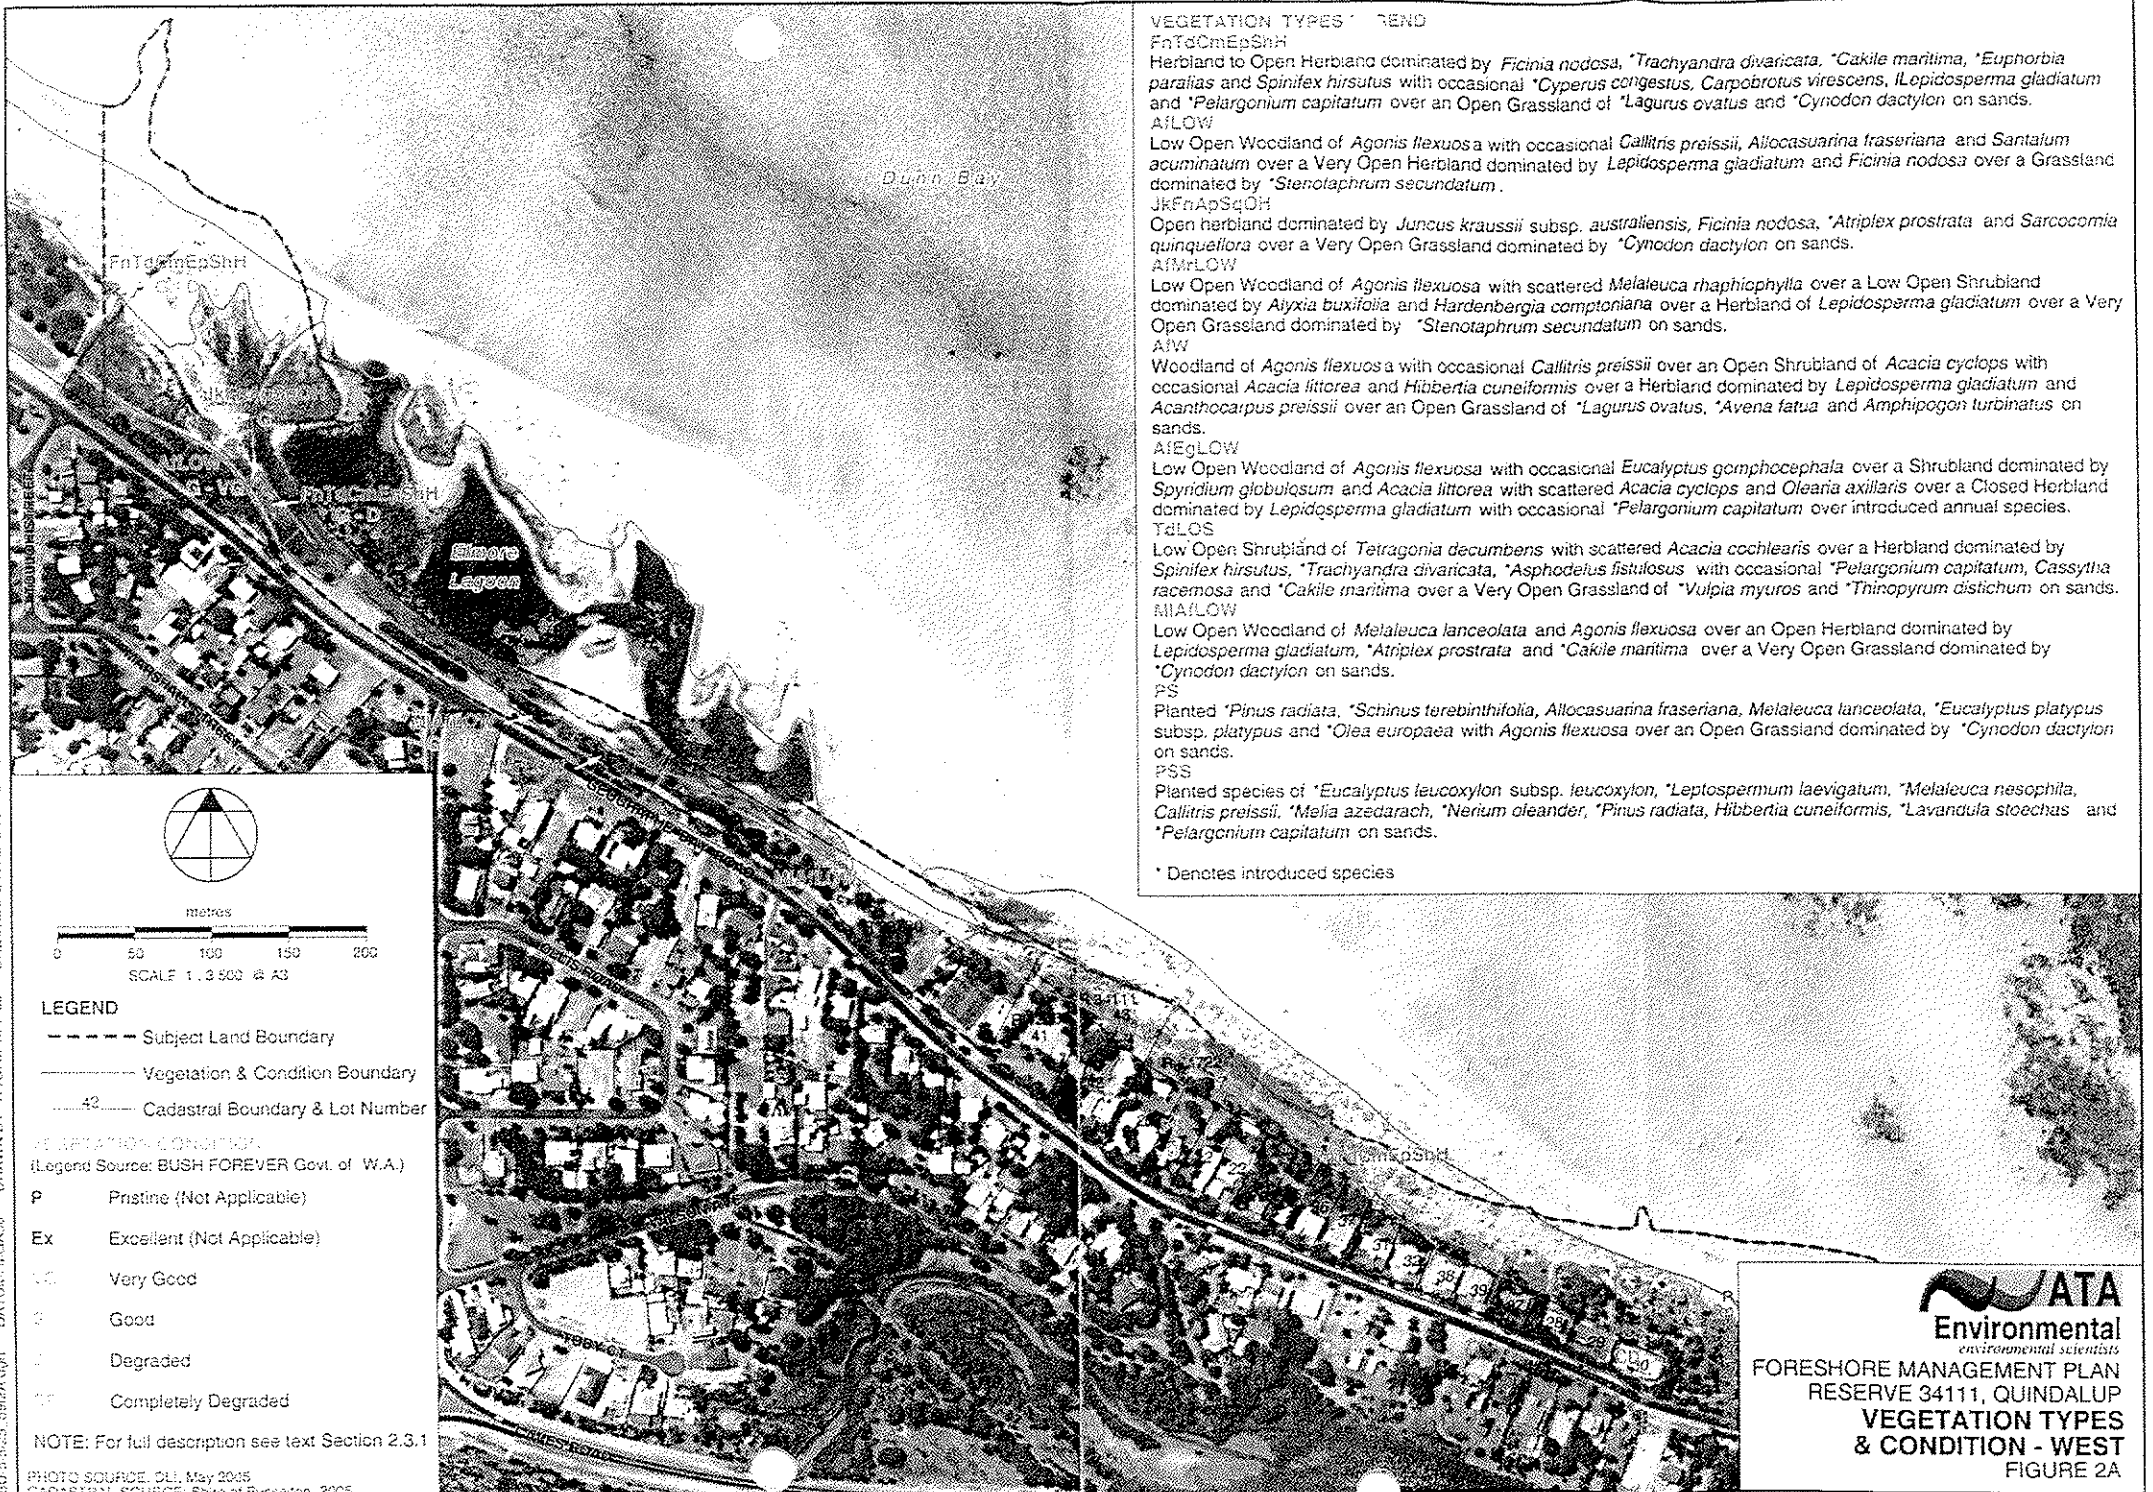 VEGETATION TYPES
FnTdCmEpShH
Herbland to Open Herbland dominated by Ficinia nodosa, *Trachyandra divaricata, *Cakile maritima, *Euphorbia
paralias and Spinifex hirsutus with occasional *Cyperus congestus, Carpobrotus virescens, lLepidosperma gladiatum
and *Pelargonium capitatum over an Open Grassland of *Lagurus ovatus and *Cynodon dactylon on sands.
AfLOW
Low Open Woodland of Agonis flexuosa with occasional Callitris preissii, Allocasuarina fraseriana and Santalum
acuminatum over a Very Open Herbland dominated by Lepidosperma gladiatum and Ficinia nodosa over a Grassland
dominated by *Stenotaphrum secundatum.
JkFnApSqOH
Open herbland dominated by Juncus kraussii subsp. australiensis, Ficinia nodosa, *Atriplex prostrata and Sarcocornia
quinqueflora over a Very Open Grassland dominated by *Cynodon dactylon on sands.
AfMrLOW
Low Open Woodland of Agonis flexuosa with scattered Melaleuca rhaphiophylla over a Low Open Shrubland
dominated by Alyxia buxifolia and Hardenbergia comptoniana over a Herbland of Lepidosperma gladiatum over a Very
Open Grassland dominated by *Stenotaphrum secundatum on sands.
AfW
Woodland of Agonis flexuosa with occasional Callitris preissii over an Open Shrubland of Acacia cyclops with
occasional Acacia littorea and Hibbertia cuneiformis over a Herbland dominated by Lepidosperma gladiatum and
Acanthocarpus preissii over an Open Grassland of *Lagurus ovatus, *Avena fatua and Amphipogon turbinatus on
sands.
AfEgLOW
Low Open Woodland of Agonis flexuosa with occasional Eucalyptus gomphocephala over a Shrubland dominated by
Spyridium globulosum and Acacia littorea with scattered Acacia cyclops and Olearia axillaris over a Closed Herbland
dominated by Lepidosperma gladiatum with occasional *Pelargonium capitatum over introduced annual species.
TdLOS
Low Open Shrubland of Tetragonia decumbens with scattered Acacia cochlearis over a Herbland dominated by
Spinifex hirsutus, *Trachyandra divaricata, *Asphodelus fistulosus with occasional *Pelargonium capitatum, Cassytha
racemosa and *Cakile maritima over a Very Open Grassland of *Vulpia myuros and *Thinopyrum distichum on sands.
MlAfLOW
Low Open Woodland of Melaleuca lanceolata and Agonis flexuosa over an Open Herbland dominated by
Lepidosperma gladiatum, *Atriplex prostrata and *Cakile maritima over a Very Open Grassland dominated by
*Cynodon dactylon on sands.
PS
Planted *Pinus radiata, *Schinus terebinthifolia, Allocasuarina fraseriana, Melaleuca lanceolata, *Eucalyptus platypus
subsp. platypus and *Olea europaea with Agonis flexuosa over an Open Grassland dominated by *Cynodon dactylon
on sands.
PSS
Planted species of *Eucalyptus leucoxylon subsp. leucoxylon, *Leptospermum laevigatum, *Melaleuca nesophila,
Callitris preissii, *Melia azedarach, *Nerium oleander, *Pinus radiata, Hibbertia cuneiformis, *Lavandula stoechas and
*Pelargonium capitatum on sands.
* Denotes introduced species
Dunn Bay
Elmore
Lagoon
AfLOW
TOBY CT
41
43
22
31
38
39
metres
0 50 100 150 200
SCALE 1 : 3 500 @ A3
LEGEND
Subject Land Boundary
Vegetation & Condition Boundary
42 Cadastral Boundary & Lot Number
VEGETATION CONDITION
(Legend Source: BUSH FOREVER Govt. of W.A.)
P Pristine (Not Applicable)
Ex Excellent (Not Applicable)
Very Good
Good
Degraded
Completely Degraded
NOTE: For full description see text Section 2.3.1
PHOTO SOURCE: DLI, May 2005
ATA
Environmental
environmental scientists
FORESHORE MANAGEMENT PLAN
RESERVE 34111, QUINDALUP
VEGETATION TYPES
& CONDITION - WEST
FIGURE 2A